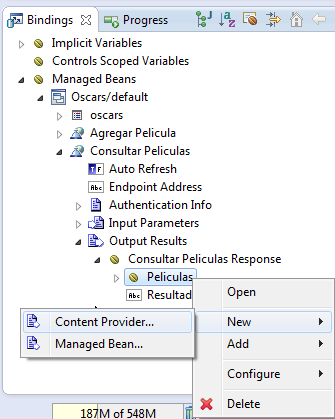 Bindings Progress
Implicit Variables
Controls Scoped Variables
Managed Beans
Oscars/default
oscars
Agregar Pelicula
Consultar Peliculas
T F Auto Refresh
Abc Endpoint Address
Authentication Info
Input Parameters
Output Results
Consultar Peliculas Response
Peliculas
Abc Resultad
Open
New
Add
Configure
Delete
Content Provider...
Managed Bean...
187M of 548M